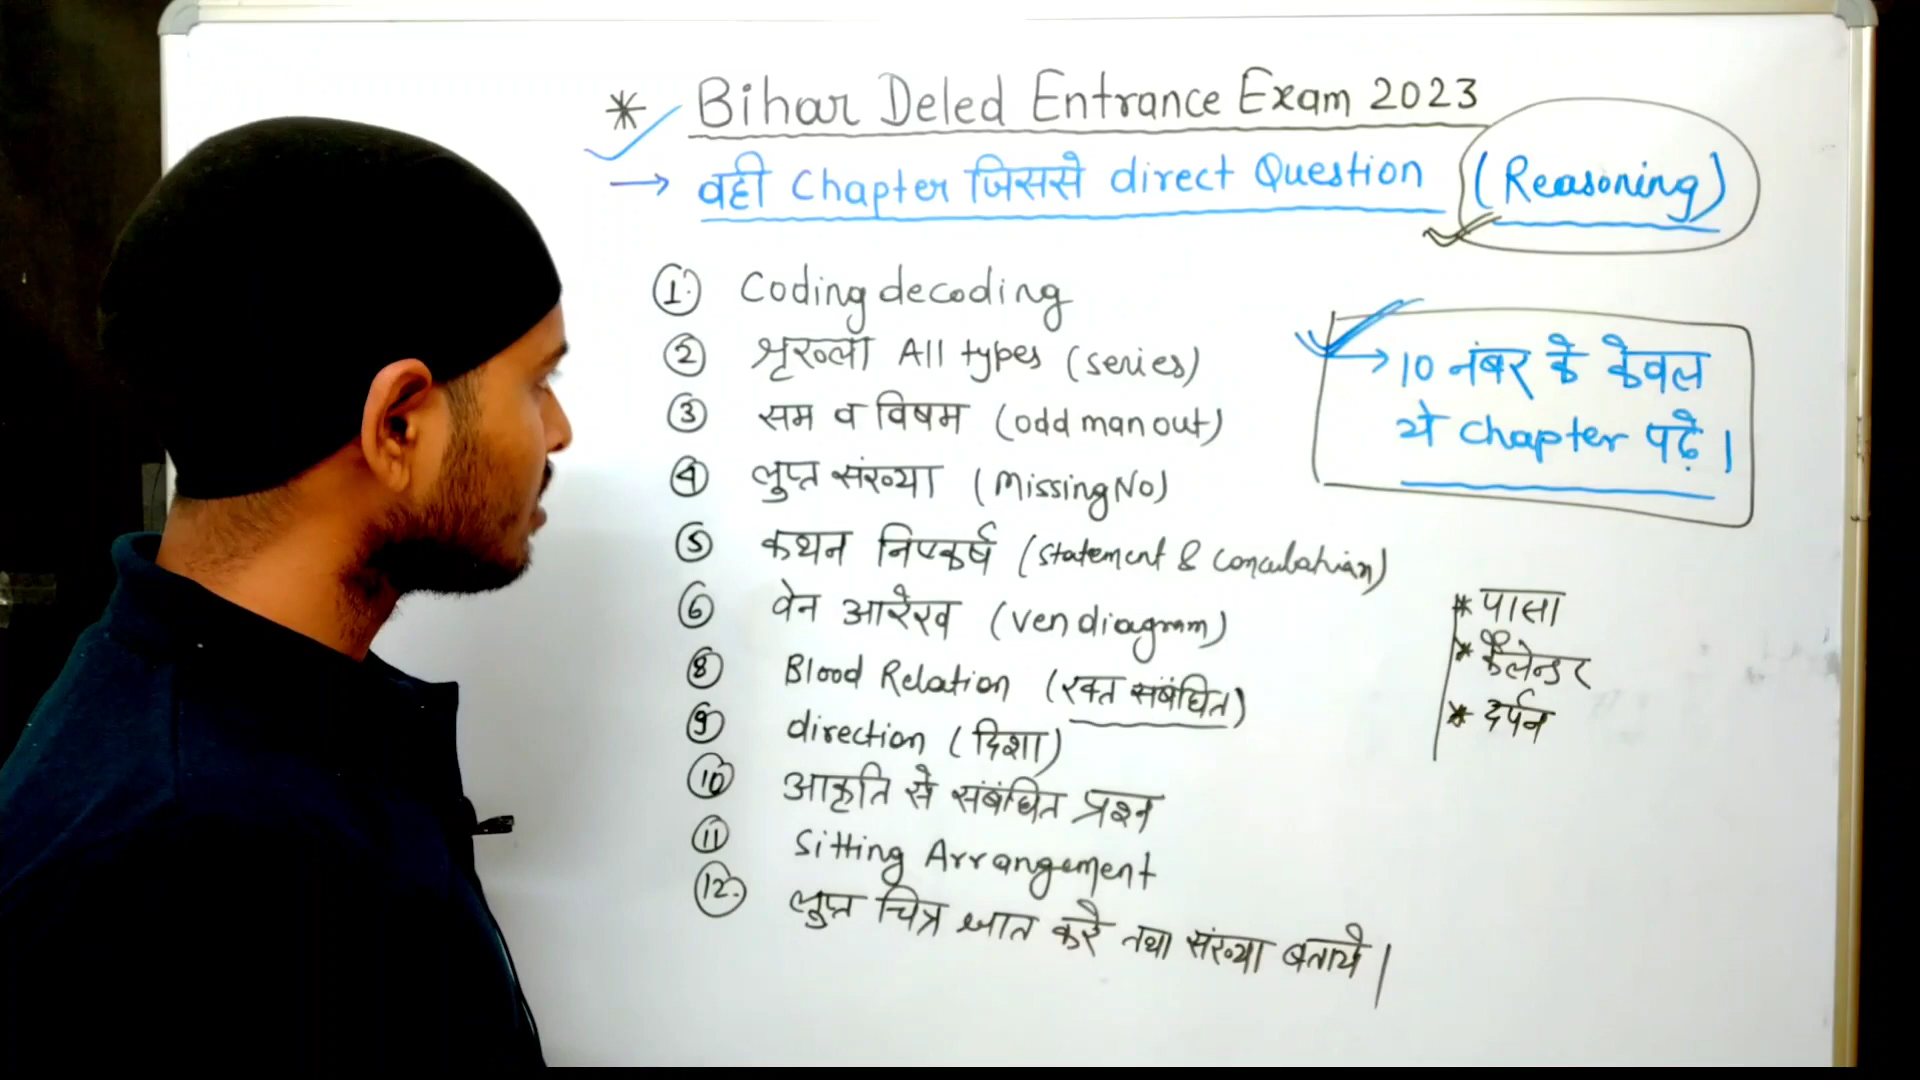 * Bihar Deled Entrance Exam 2023
→ वही Chapter जिससे direct Question (Reasoning)
① Coding decoding
② श्रृखला All types (series)
③ सम व विषम (odd man out)
④ लुप्त संख्या (Missing No)
⑤ कथन निष्कर्ष (statement &
⑥ वेन आरेख (ven diagram)
⑧ Blood Relation (रक्त संबंधित)
⑨ direction (दिशा)
⑩ आकृति से संबंधित प्रश्न
⑪ Sitting Arrangement
⑫ लुप्त चित्र ज्ञात करे तथा संख्या बताये।
→ 10 नंबर के केवल
ये chapter पढ़े।
* पासा
* कैलेन्डर
* दर्पन